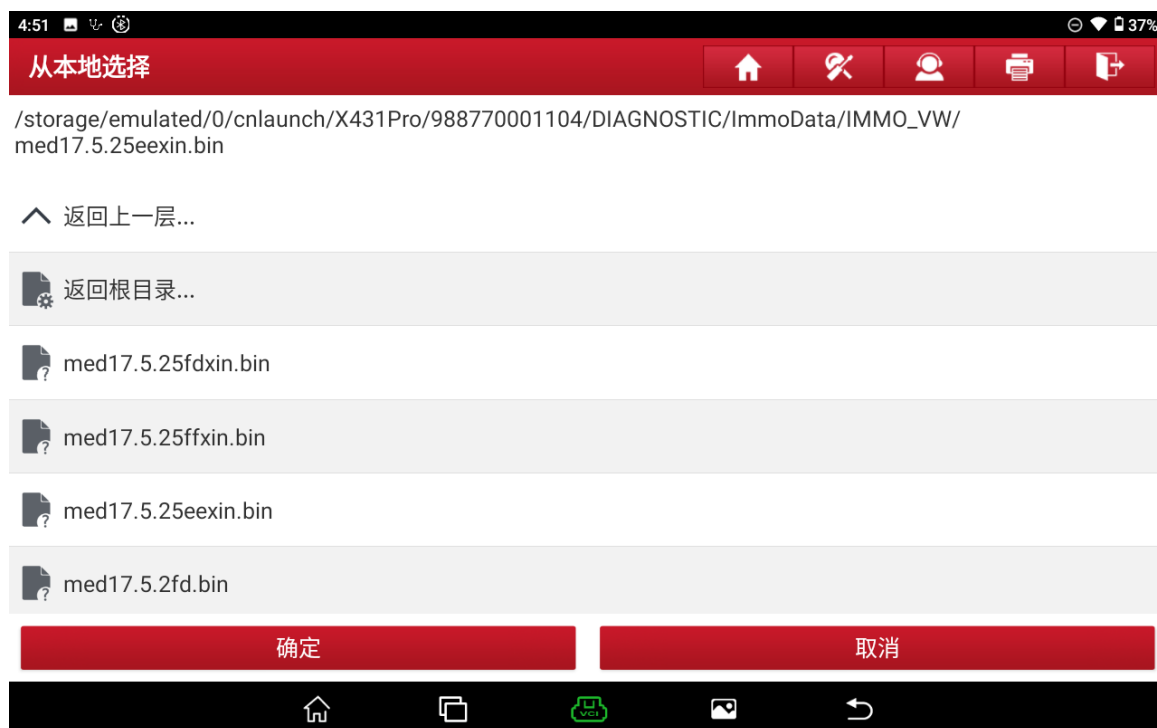 4:51
37%
从本地选择
/storage/emulated/0/cnlaunch/X431Pro/988770001104/DIAGNOSTIC/ImmoData/IMMO_VW/
med17.5.25eexin.bin
返回上一层...
返回根目录...
med17.5.25fdxin.bin
med17.5.25ffxin.bin
med17.5.25eexin.bin
med17.5.2fd.bin
确定
取消
VCI